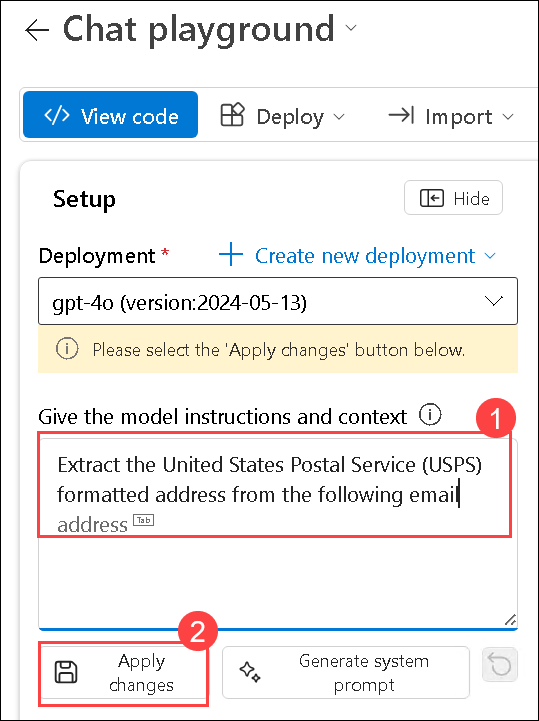 Chat playground
View code
Deploy
Import
Setup
Hide
Deployment *
Create new deployment
gpt-4o (version:2024-05-13)
Please select the 'Apply changes' button below.
Give the model instructions and context
1
Extract the United States Postal Service (USPS)
formatted address from the following email
address Tab
2
Apply
changes
Generate system
prompt